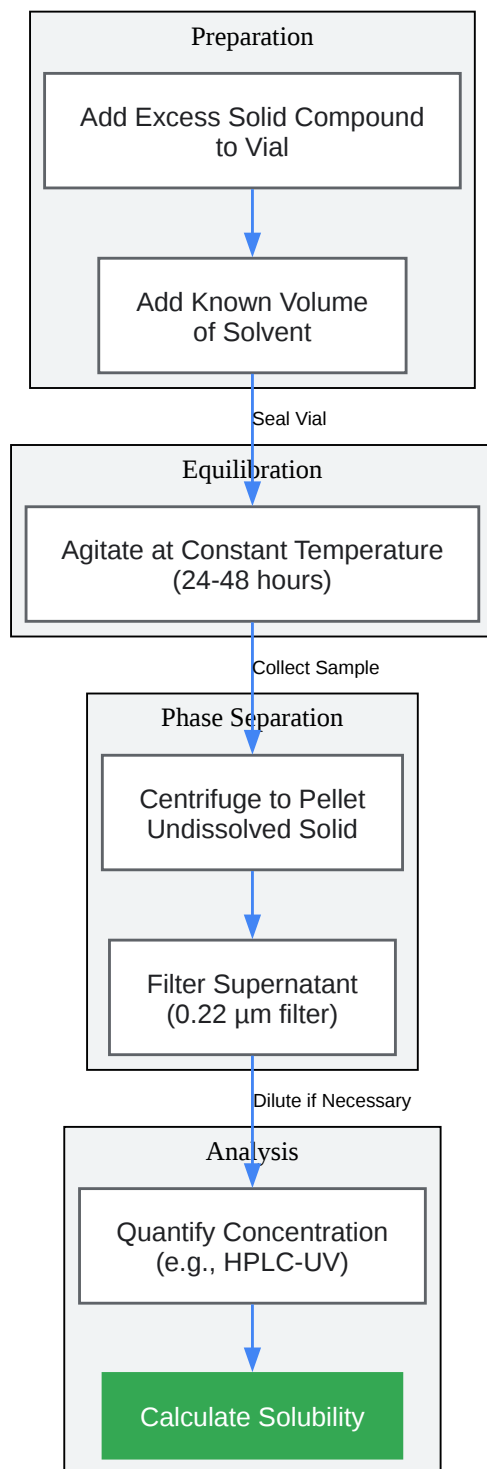 Preparation
Add Excess Solid Compound
to Vial
Add Known Volume
of Solvent
Seal Vial
Equilibration
Agitate at Constant Temperature
(24-48 hours)
Collect Sample
Phase Separation
Centrifuge to Pellet
Undissolved Solid
Filter Supernatant
(0.22 µm filter)
Dilute if Necessary
Analysis
Quantify Concentration
(e.g., HPLC-UV)
Calculate Solubility